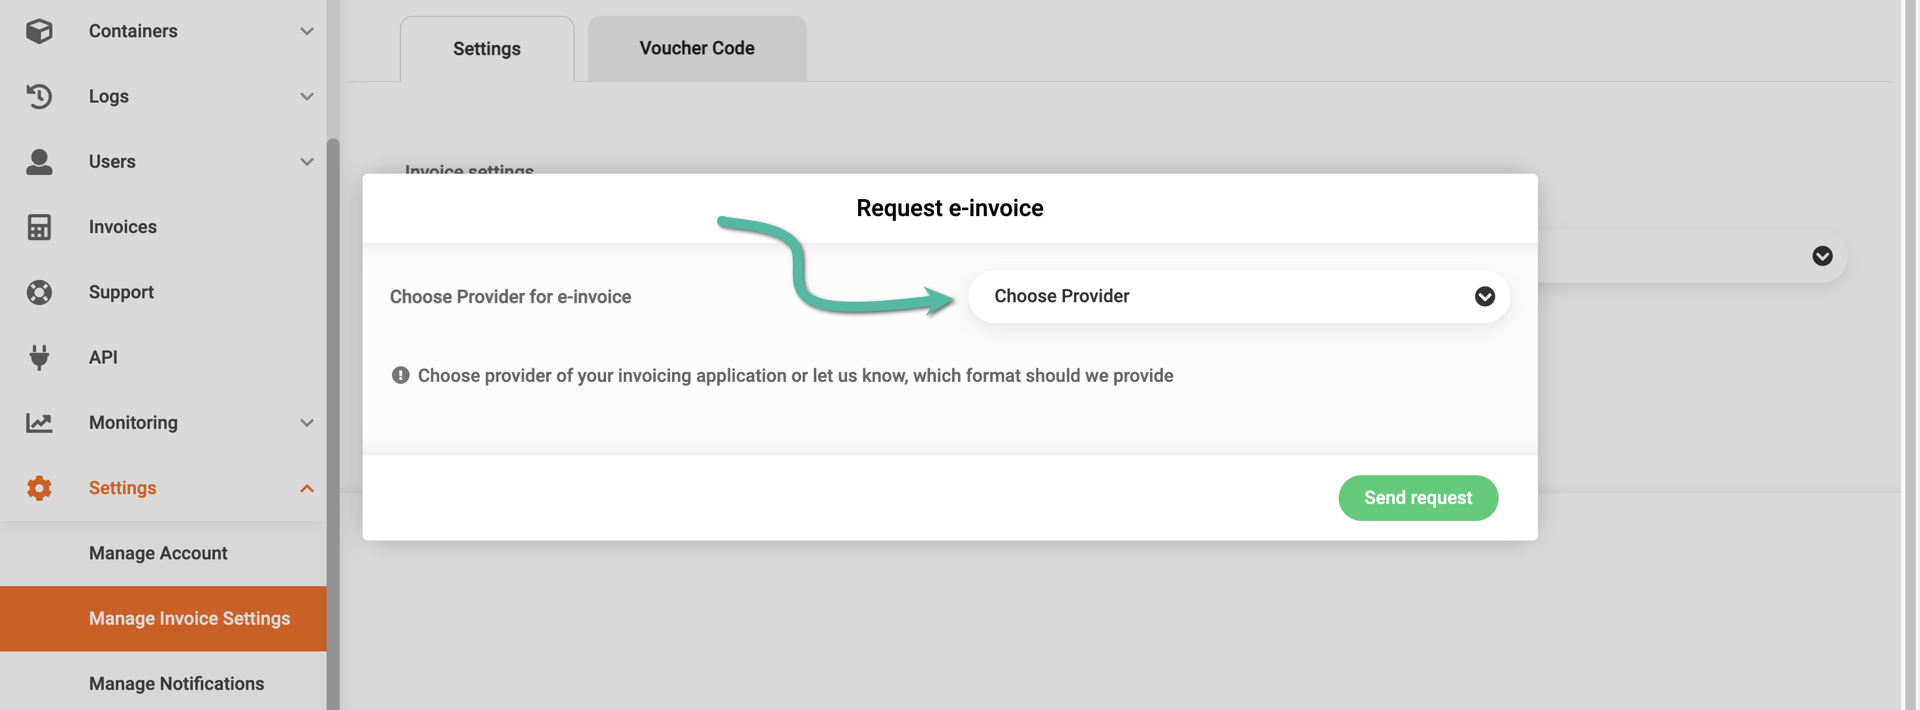 Containers
Logs
Users
Invoices
Support
API
Monitoring
Settings
Manage Account
Manage Invoice Settings
Manage Notifications
Settings
Voucher Code
Invoice settings
Request e-invoice
Choose Provider for e-invoice
Choose Provider
Choose provider of your invoicing application or let us know, which format should we provide
Send request